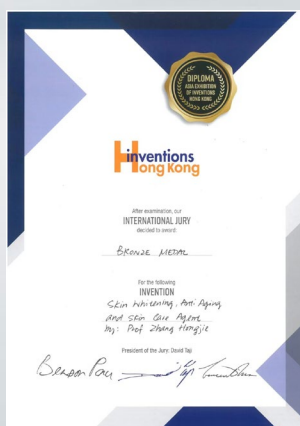 DIPLOMA
ASIA EXHIBITION
OF INVENTIONS
HONG KONG
inventions
Hong Kong
After examination, our
INTERNATIONAL JURY
decided to award:
BRONZE MEDAL
For the following
INVENTION
Skin Whitening, Anti Aging
and Skin Care Agent
by: Prof Zhang Hongjie
President of the Jury: David Taji